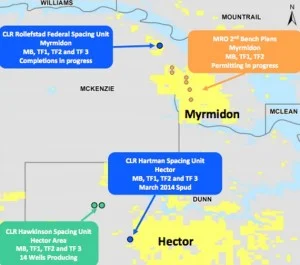 WILLIAMS
MOUNTRAIL
N
CLR Rollefstad Federal Spacing Unit
Myrmidon
MB, TF1, TF2 and TF 3
Completions in progress
MRO 2nd Bench Plans
Myrmidon
MB, TF1, TF2
Permitting in progress
MCKENZIE
Myrmidon
MCLEAN
CLR Hartman Spacing Unit
Hector
MB, TF1, TF2 and TF 3
March 2014 Spud
DUNN
CLR Hawkinson Spacing Unit
Hector Area
MB, TF1, TF2 and TF 3
14 Wells Producing
Hector